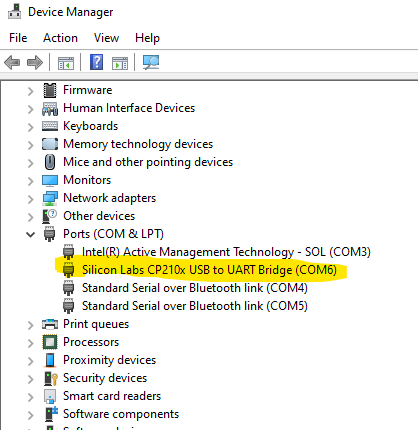 Device Manager
File Action View Help
Firmware
Human Interface Devices
Keyboards
Memory technology devices
Mice and other pointing devices
Monitors
Network adapters
Other devices
Ports (COM & LPT)
Intel(R) Active Management Technology - SOL (COM3)
Silicon Labs CP210x USB to UART Bridge (COM6)
Standard Serial over Bluetooth link (COM4)
Standard Serial over Bluetooth link (COM5)
Print queues
Processors
Proximity devices
Security devices
Smart card readers
Software components